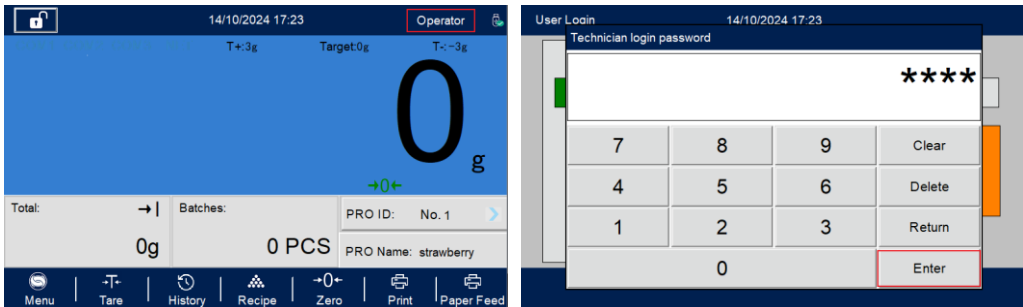 14/10/2024 17:23 Operator
T+:3g Target:0g T-:-3g
0 g
→0←
Total: →| Batches: PRO ID: No. 1
0g 0 PCS PRO Name: strawberry
→T← →0←
Menu Tare History Recipe Zero Print Paper Feed
User Login 14/10/2024 17:23
Technician login password
****
7 8 9 Clear
4 5 6 Delete
1 2 3 Return
0 Enter